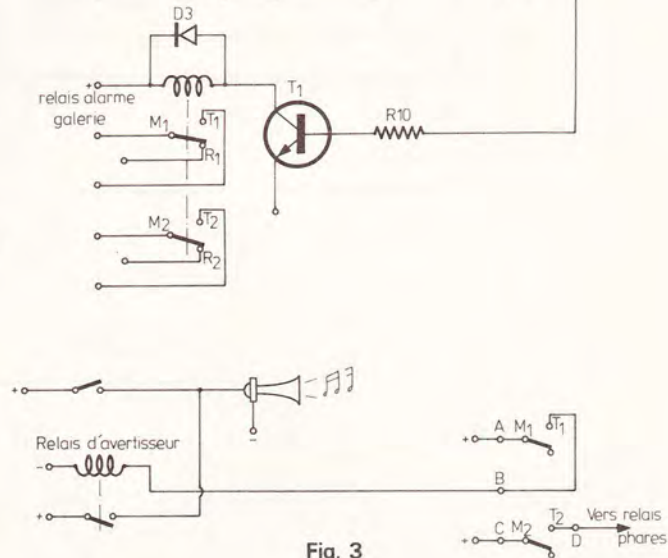 D3
T1
+
relais alarme
galerie
R10
M1
T1
R1
M2
T2
R2
+
-
Relais d'avertisseur
-
+
+ A M1 T1
B
+ C M2 T2 D Vers relais
phares
Fig. 3